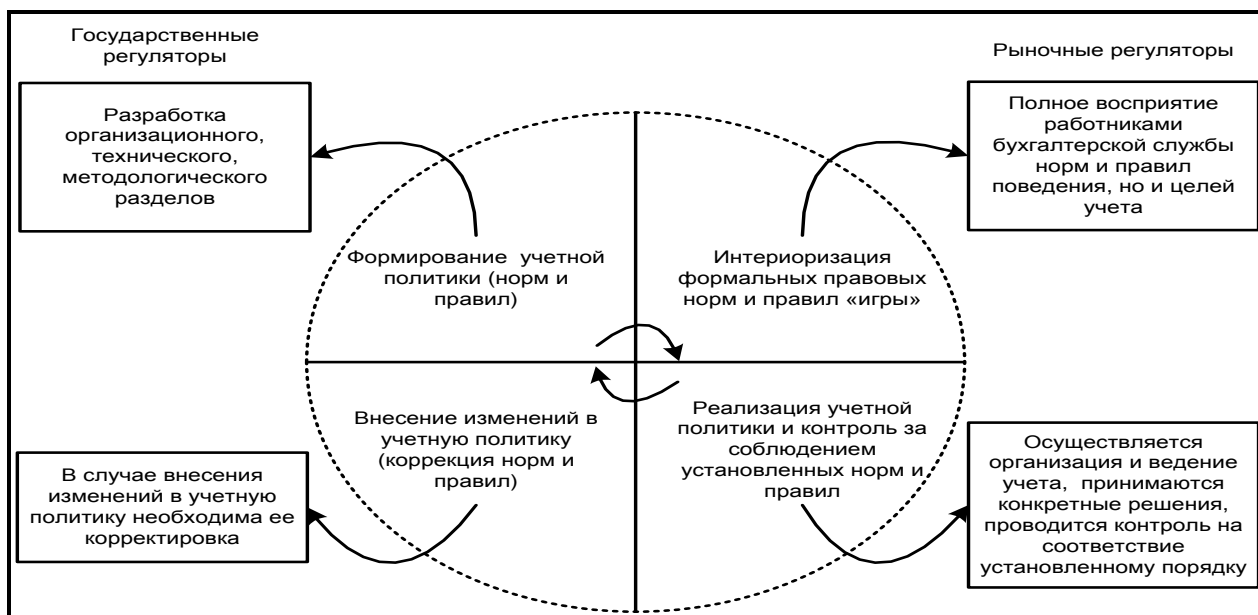 Государственные
регуляторы
Рыночные регуляторы
Разработка
организационного,
технического,
методологического
разделов
Полное восприятие
работниками
бухгалтерской службы
норм и правил
поведения, но и целей
учета
Формирование учетной
политики (норм и
правил)
Интериоризация
формальных правовых
норм и правил «игры»
Внесение изменений в
учетную политику
(коррекция норм и
правил)
Реализация учетной
политики и контроль за
соблюдением
установленных норм и
правил
В случае внесения
изменений в учетную
политику необходима ее
корректировка
Осуществляется
организация и ведение
учета, принимаются
конкретные решения,
проводится контроль на
соответствие
установленному порядку